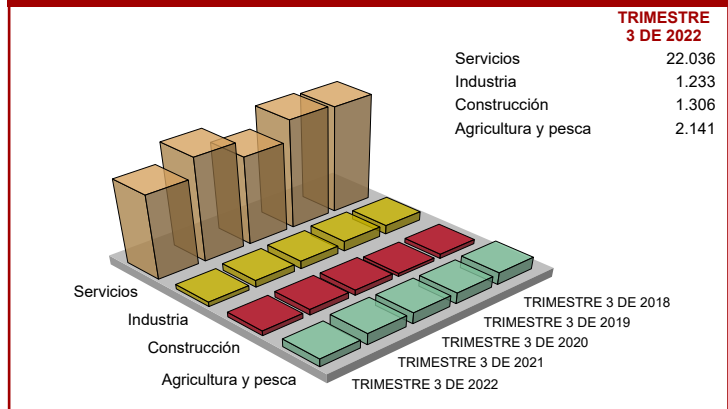 TRIMESTRE
3 DE 2022
Servicios 22.036
Industria 1.233
Construcción 1.306
Agricultura y pesca 2.141
Servicios
Industria
Construcción
Agricultura y pesca
TRIMESTRE 3 DE 2018
TRIMESTRE 3 DE 2019
TRIMESTRE 3 DE 2020
TRIMESTRE 3 DE 2021
TRIMESTRE 3 DE 2022